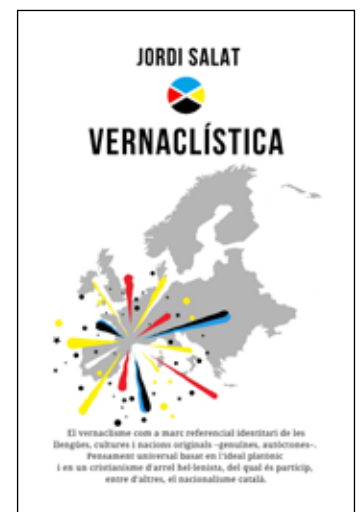 JORDI SALAT
VERNACLÍSTICA
El vernaclisme com a marc referencial identitari de les
llengües, cultures i nacions originals –genuïnes, autòctones–.
Pensament universal basat en l'ideal platònic
i en un cristianisme d'arrel hel·lenista, del qual és partícip,
entre d'altres, el nacionalisme català.